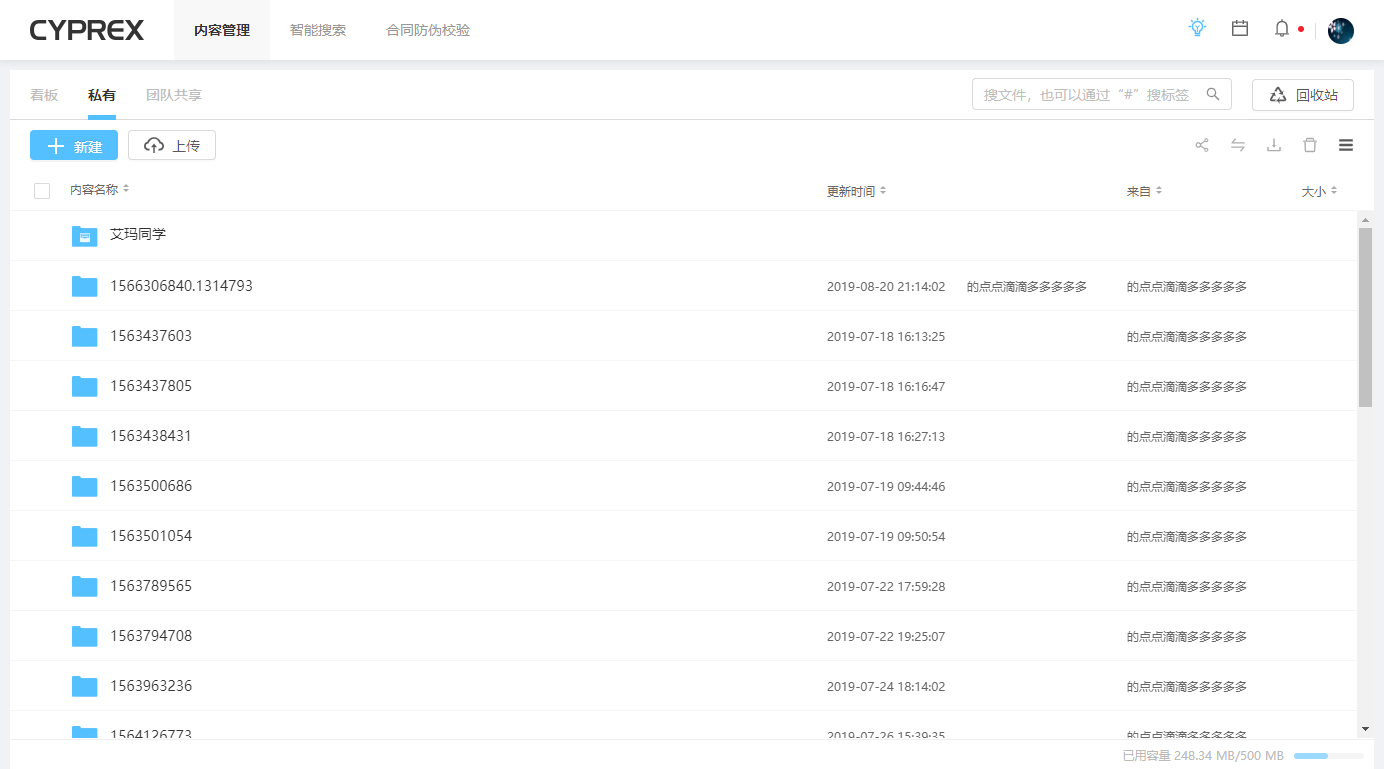 CYPREX 内容管理 智能搜索 合同防伪校验
看板 私有 团队共享 搜文件，也可以通过“#”搜标签 回收站
新建 上传
内容名称 更新时间 来自 大小
艾玛同学
1566306840.1314793 2019-08-20 21:14:02 的点点滴滴多多多多多 的点点滴滴多多多多多
1563437603 2019-07-18 16:13:25 的点点滴滴多多多多多
1563437805 2019-07-18 16:16:47 的点点滴滴多多多多多
1563438431 2019-07-18 16:27:13 的点点滴滴多多多多多
1563500686 2019-07-19 09:44:46 的点点滴滴多多多多多
1563501054 2019-07-19 09:50:54 的点点滴滴多多多多多
1563789565 2019-07-22 17:59:28 的点点滴滴多多多多多
1563794708 2019-07-22 19:25:07 的点点滴滴多多多多多
1563963236 2019-07-24 18:14:02 的点点滴滴多多多多多
1564126773 2019-07-26 15:39:35 的点点滴滴多多多多多
已用容量 248.34 MB/500 MB